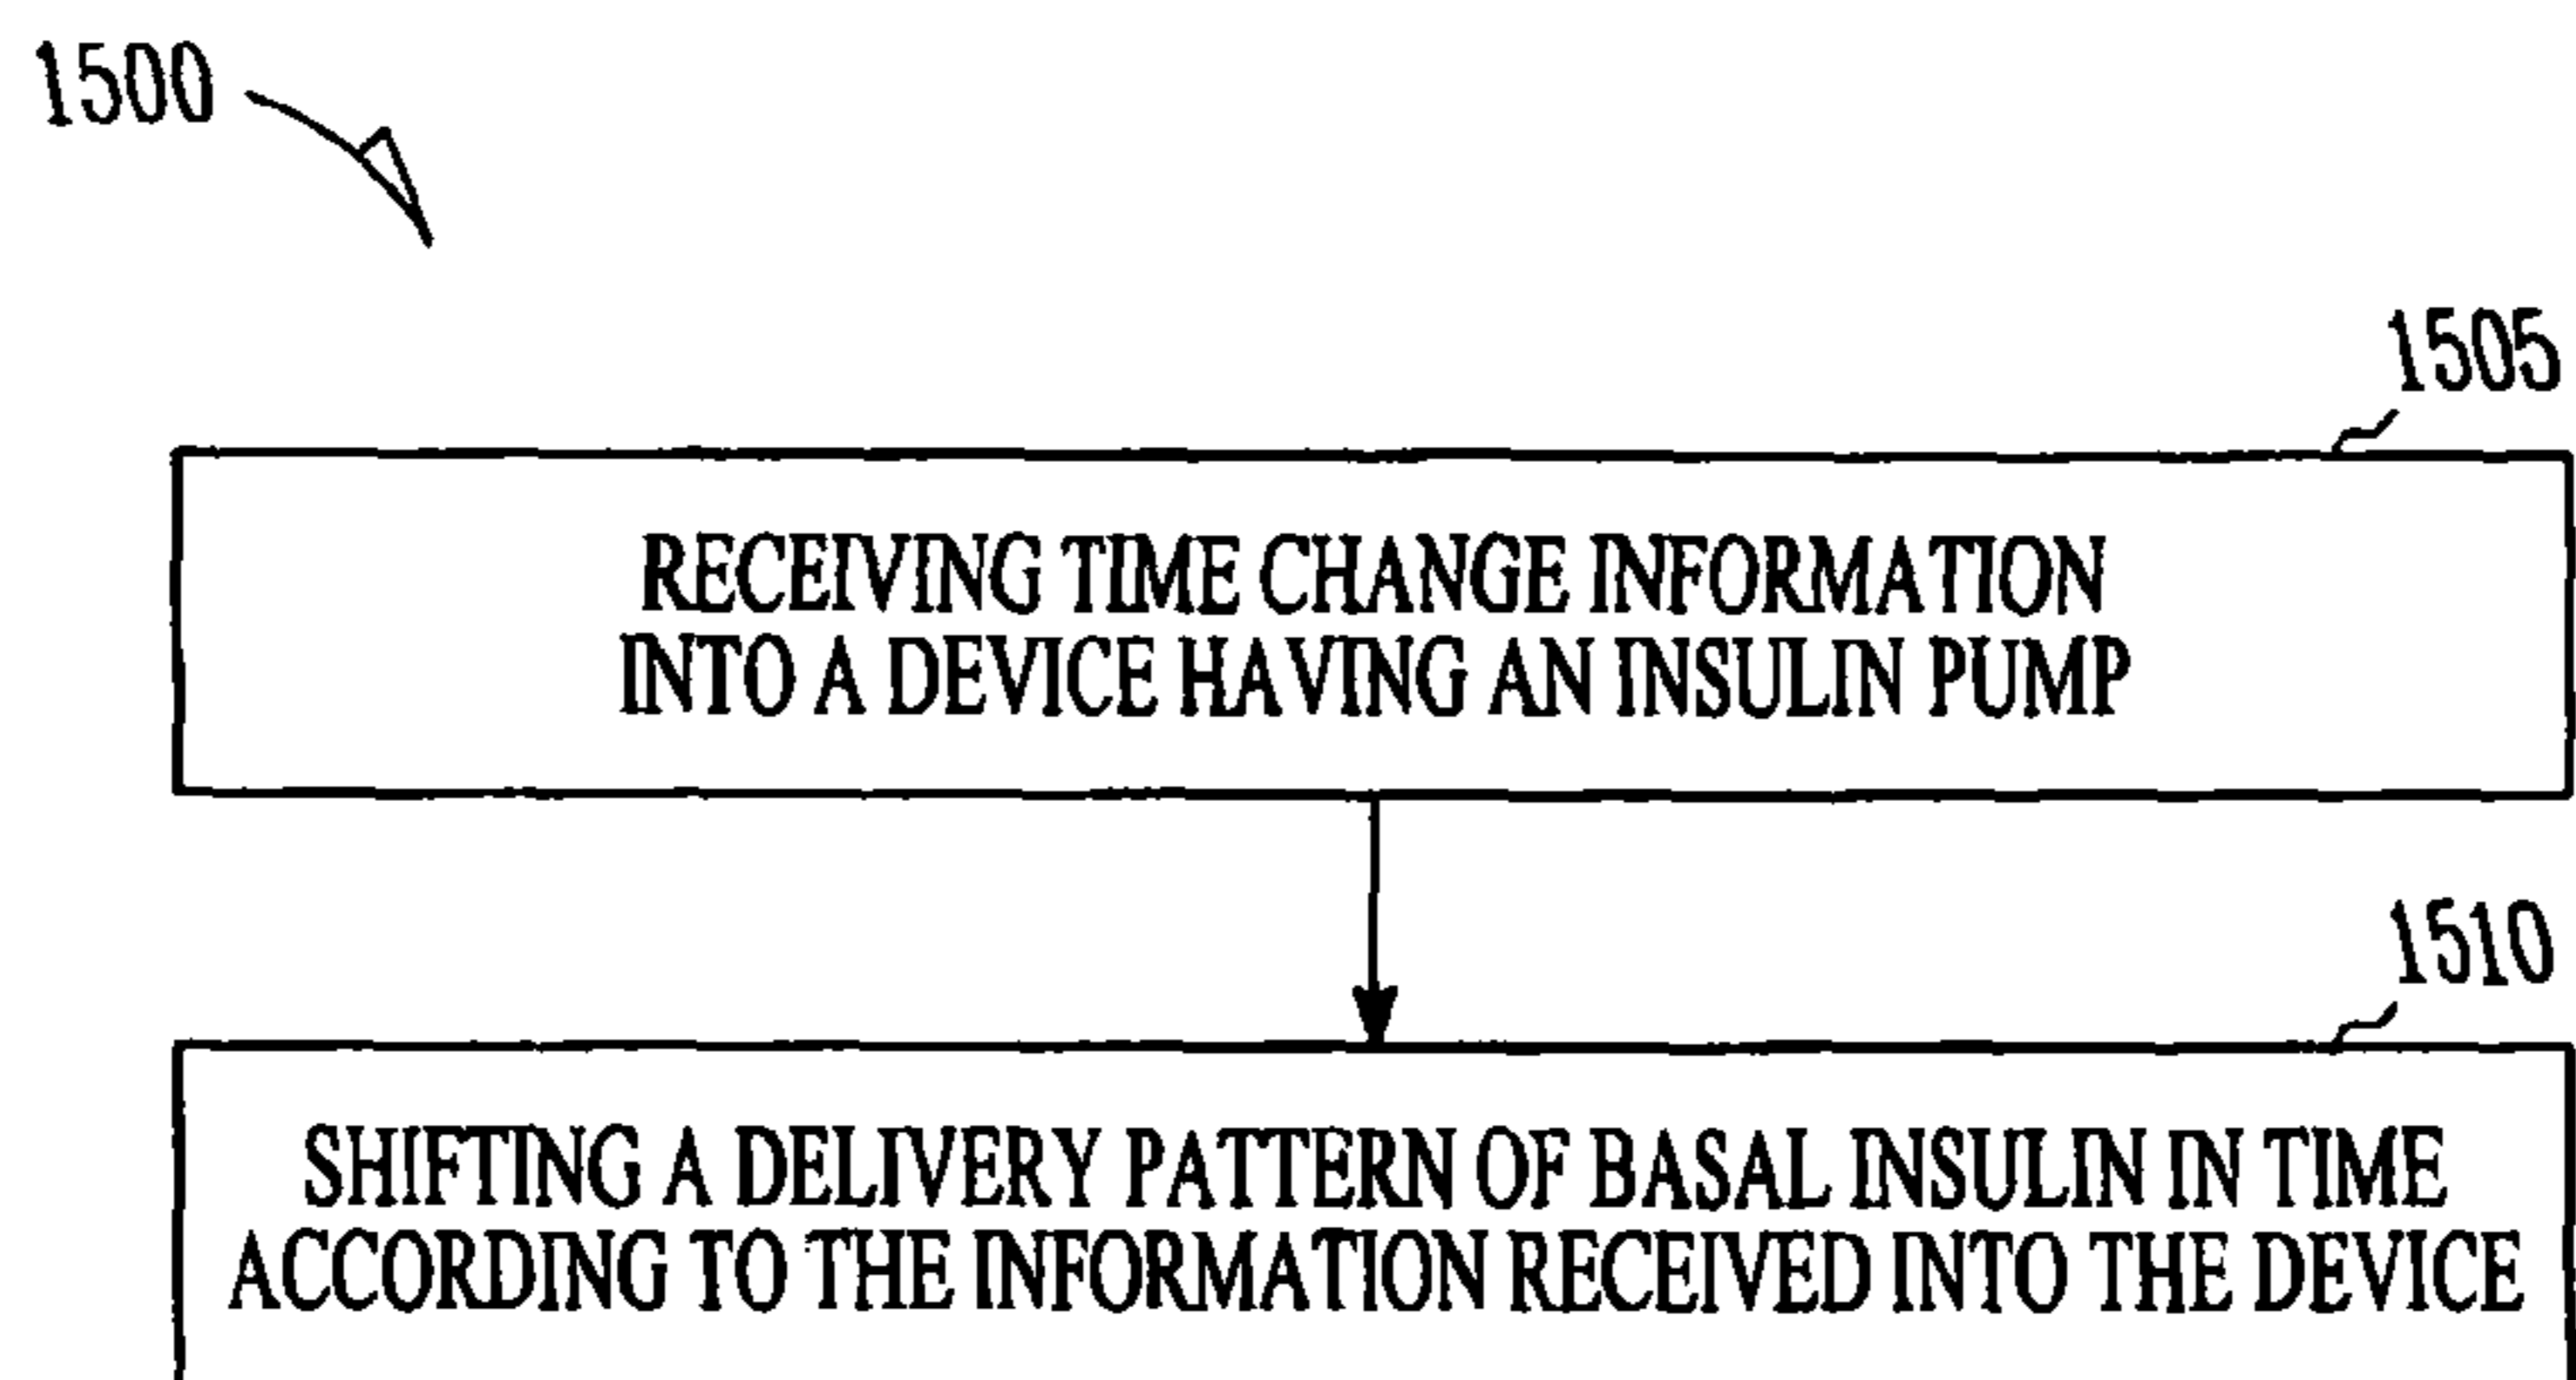 1500
1505
RECEIVING TIME CHANGE INFORMATION
INTO A DEVICE HAVING AN INSULIN PUMP
1510
SHIFTING A DELIVERY PATTERN OF BASAL INSULIN IN TIME
ACCORDING TO THE INFORMATION RECEIVED INTO THE DEVICE